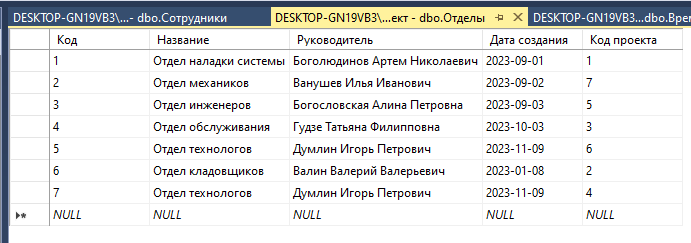 DESKTOP-GN19VB3\...- dbo.Сотрудники DESKTOP-GN19VB3\...ект - dbo.Отделы DESKTOP-GN19VB3...dbo.Вре
Код Название Руководитель Дата создания Код проекта
1 Отдел наладки системы Боголюдинов Артем Николаевич 2023-09-01 1
2 Отдел механиков Ванушев Илья Иванович 2023-09-02 7
3 Отдел инженеров Богословская Алина Петровна 2023-09-03 5
4 Отдел обслуживания Гудзе Татьяна Филипповна 2023-10-03 3
5 Отдел технологов Думлин Игорь Петрович 2023-11-09 6
6 Отдел кладовщиков Валин Валерий Валерьевич 2023-01-08 2
7 Отдел технологов Думлин Игорь Петрович 2023-11-09 4
NULL NULL NULL NULL NULL